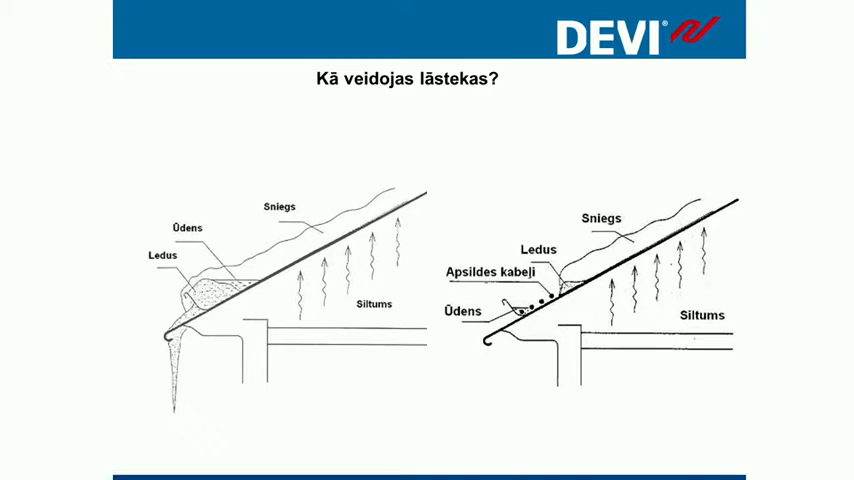 DEVI®
Kā veidojas lāstekas?
Sniegs
Ūdens
Ledus
Siltums
Sniegs
Ledus
Apsildes kabeļi
Ūdens
Siltums